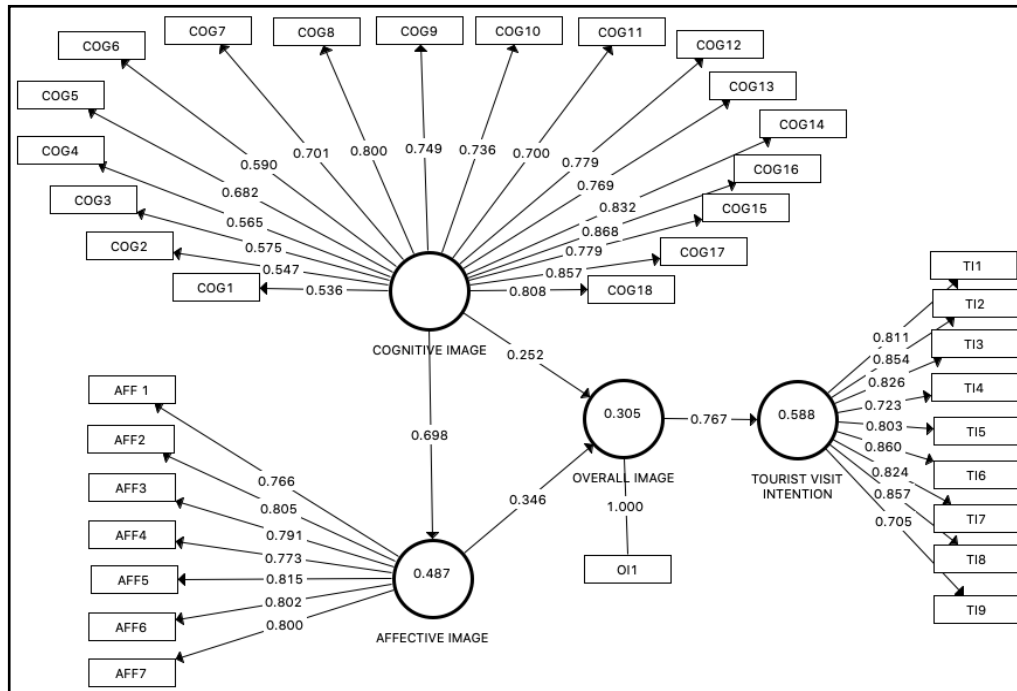 COG7
COG8
COG9
COG10
COG11
COG6
COG12
COG5
COG13
COG4
COG14
COG3
COG16
COG2
COG15
COG1
COG17
COG18
0.590
0.701
0.800
0.749
0.736
0.700
0.779
0.769
0.832
0.868
0.779
0.857
0.808
0.682
0.565
0.575
0.547
0.536
COGNITIVE IMAGE
0.252
0.698
0.346
AFF 1
AFF2
AFF3
AFF4
AFF5
AFF6
AFF7
0.766
0.805
0.791
0.773
0.815
0.802
0.800
0.487
AFFECTIVE IMAGE
0.305
OVERALL IMAGE
1.000
OI1
0.767
0.588
TOURIST VISIT
INTENTION
0.811
0.854
0.826
0.723
0.803
0.860
0.824
0.857
0.705
TI1
TI2
TI3
TI4
TI5
TI6
TI7
TI8
TI9